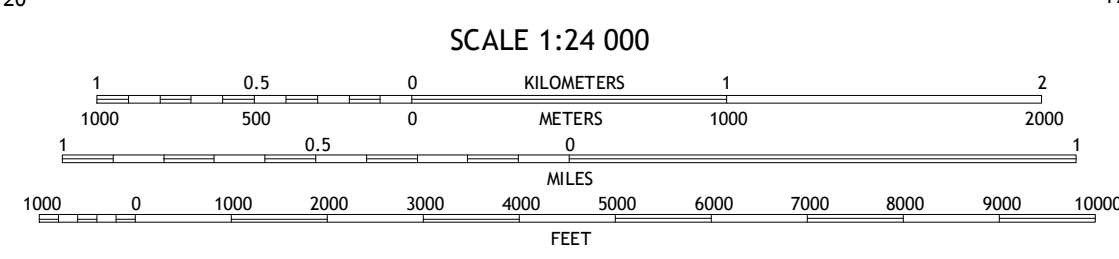 20
SCALE 1:24 000
1 0.5 0 KILOMETERS 1 2
1000 500 0 METERS 1000 2000
1 0.5 0 1
MILES
1000 0 1000 2000 3000 4000 5000 6000 7000 8000 9000 10000
FEET